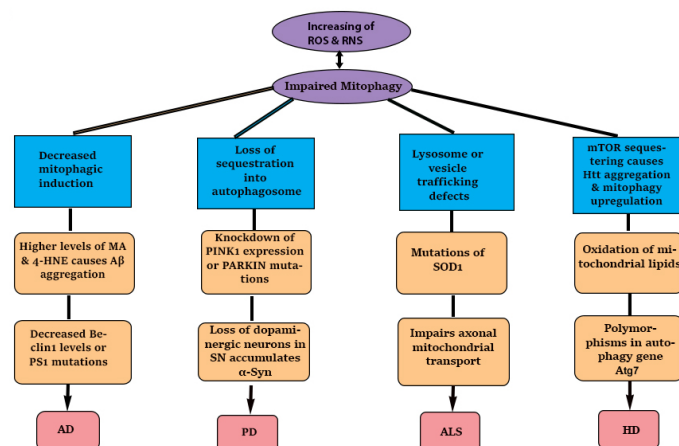 Increasing of
ROS & RNS
Impaired Mitophagy
Decreased
mitophagic
induction
Loss of
sequestration
into
autophagosome
Lysosome or
vesicle
trafficking
defects
mTOR seques-
tering causes
Htt aggregation
& mitophagy
upregulation
Higher levels of MA
& 4-HNE causes Aβ
aggregation
Knockdown of
PINK1 expression
or PARKIN muta-
tions
Mutations of
SOD1
Oxidation of mi-
tochondrial lipids
Decreased Be-
clin1 levels or
PS1 mutations
Loss of dopami-
nergic neurons in
SN accumulates
α-Syn
Impairs axonal
mitochondrial
transport
Polymor-
phisms in auto-
phagy gene
Atg7
AD
PD
ALS
HD